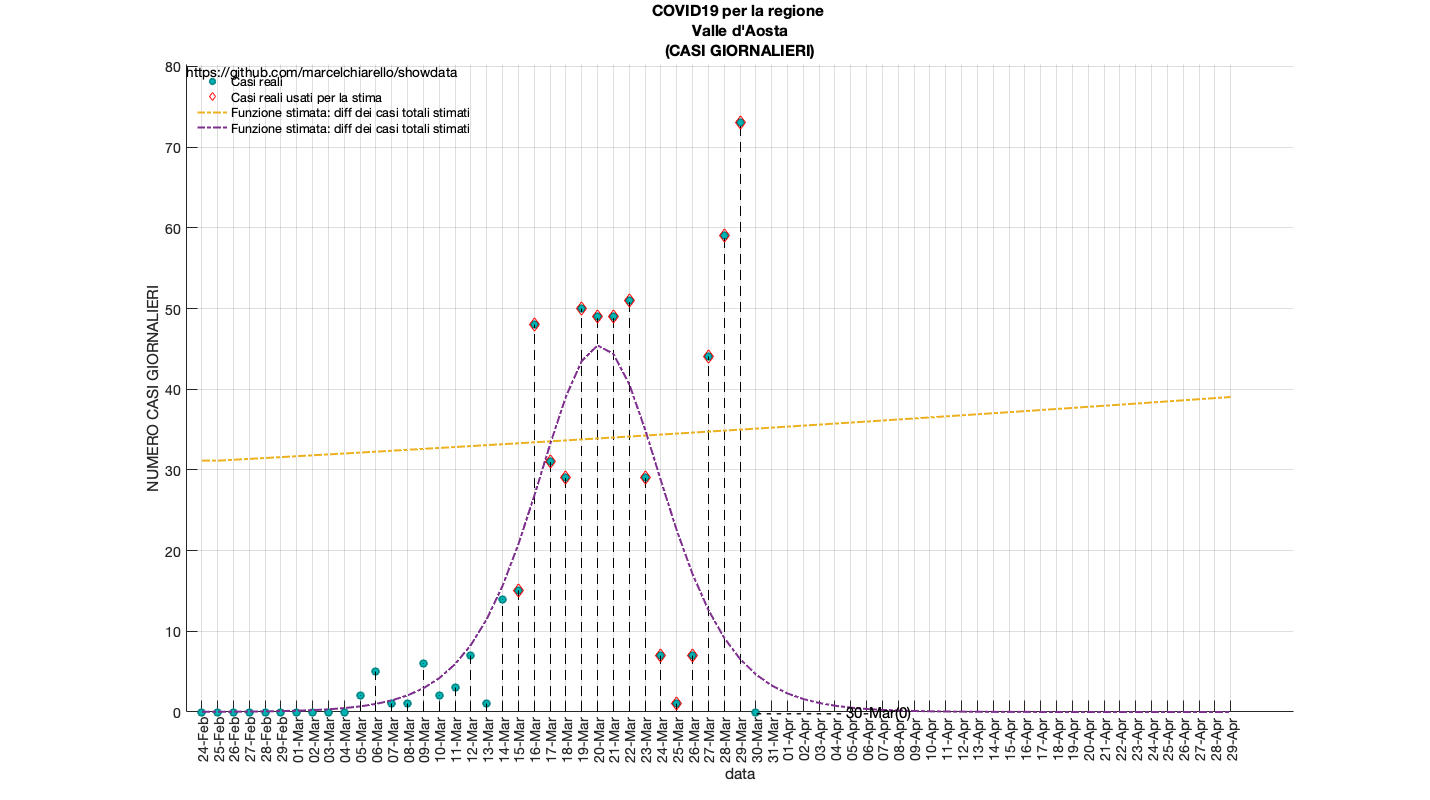 COVID19 per la regione
Valle d'Aosta
(CASI GIORNALIERI)
https://github.com/marcelchiarello/showdata
Casi reali
Casi reali usati per la stima
Funzione stimata: diff dei casi totali stimati
Funzione stimata: diff dei casi totali stimati
NUMERO CASI GIORNALIERI
80
70
60
50
40
30
20
10
0
30-Mar(0)
24-Feb
25-Feb
26-Feb
27-Feb
28-Feb
29-Feb
01-Mar
02-Mar
03-Mar
04-Mar
05-Mar
06-Mar
07-Mar
08-Mar
09-Mar
10-Mar
11-Mar
12-Mar
13-Mar
14-Mar
15-Mar
16-Mar
17-Mar
18-Mar
19-Mar
20-Mar
21-Mar
22-Mar
23-Mar
24-Mar
25-Mar
26-Mar
27-Mar
28-Mar
29-Mar
30-Mar
31-Mar
01-Apr
02-Apr
03-Apr
04-Apr
05-Apr
06-Apr
07-Apr
08-Apr
09-Apr
10-Apr
11-Apr
12-Apr
13-Apr
14-Apr
15-Apr
16-Apr
17-Apr
18-Apr
19-Apr
20-Apr
21-Apr
22-Apr
23-Apr
24-Apr
25-Apr
26-Apr
27-Apr
28-Apr
29-Apr
data